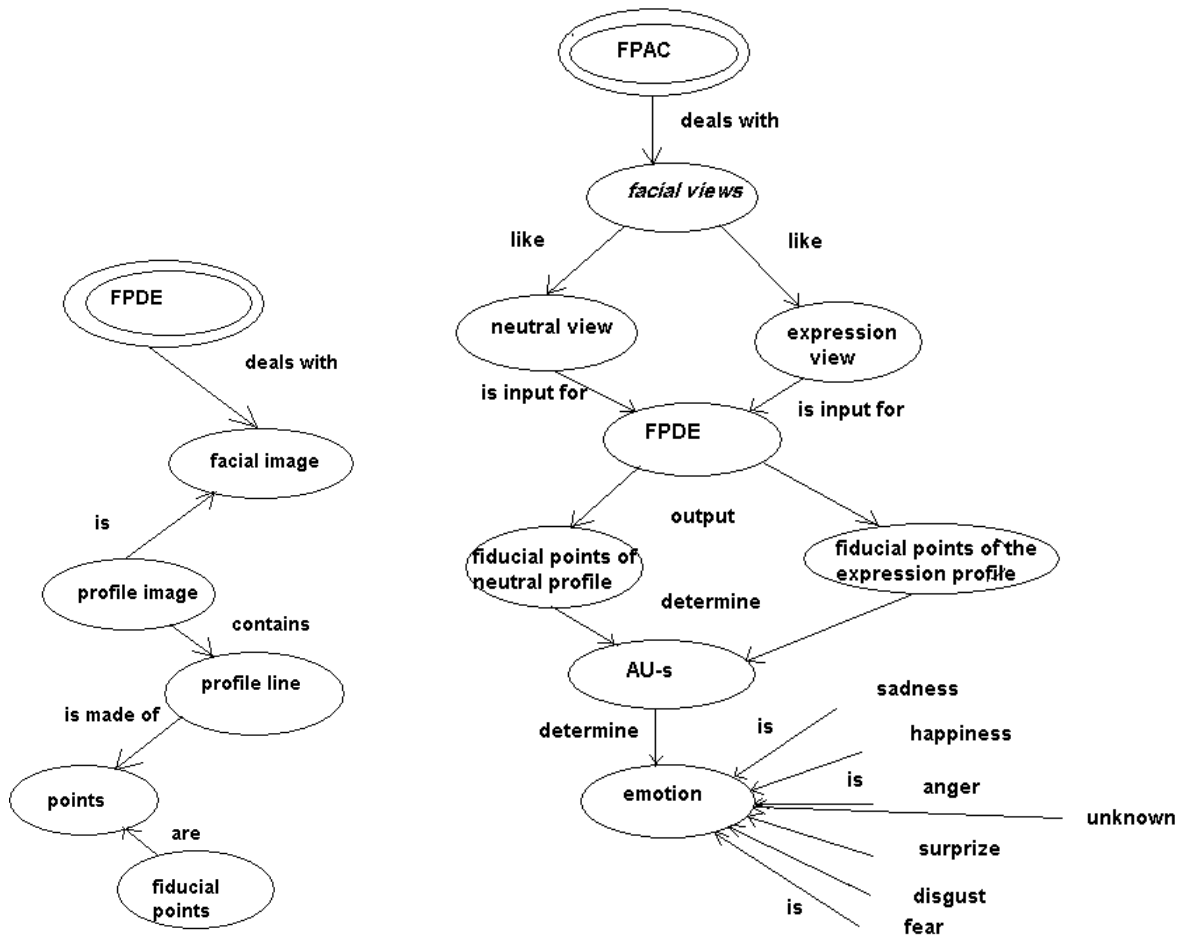 FPAC
deals with
facial views
like
like
neutral view
expression
view
is input for
is input for
FPDE
output
fiducial points of
neutral profile
fiducial points of the
expression profile
determine
AU-s
determine
emotion
is
sadness
happiness
is
anger
unknown
surprize
disgust
is
fear
FPDE
deals with
facial image
is
profile image
contains
profile line
is made of
points
are
fiducial
points